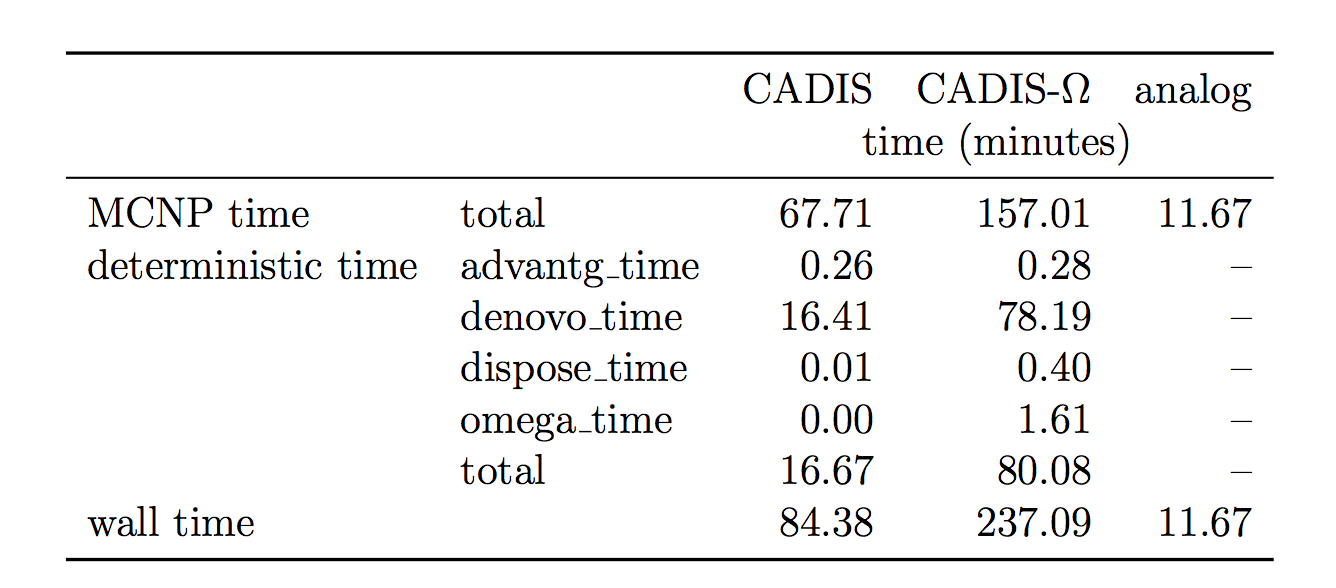 CADIS CADIS-Ω analog
time (minutes)
MCNP time total 67.71 157.01 11.67
deterministic time advantg_time 0.26 0.28 –
denovo_time 16.41 78.19 –
dispose_time 0.01 0.40 –
omega_time 0.00 1.61 –
total 16.67 80.08 –
wall time 84.38 237.09 11.67